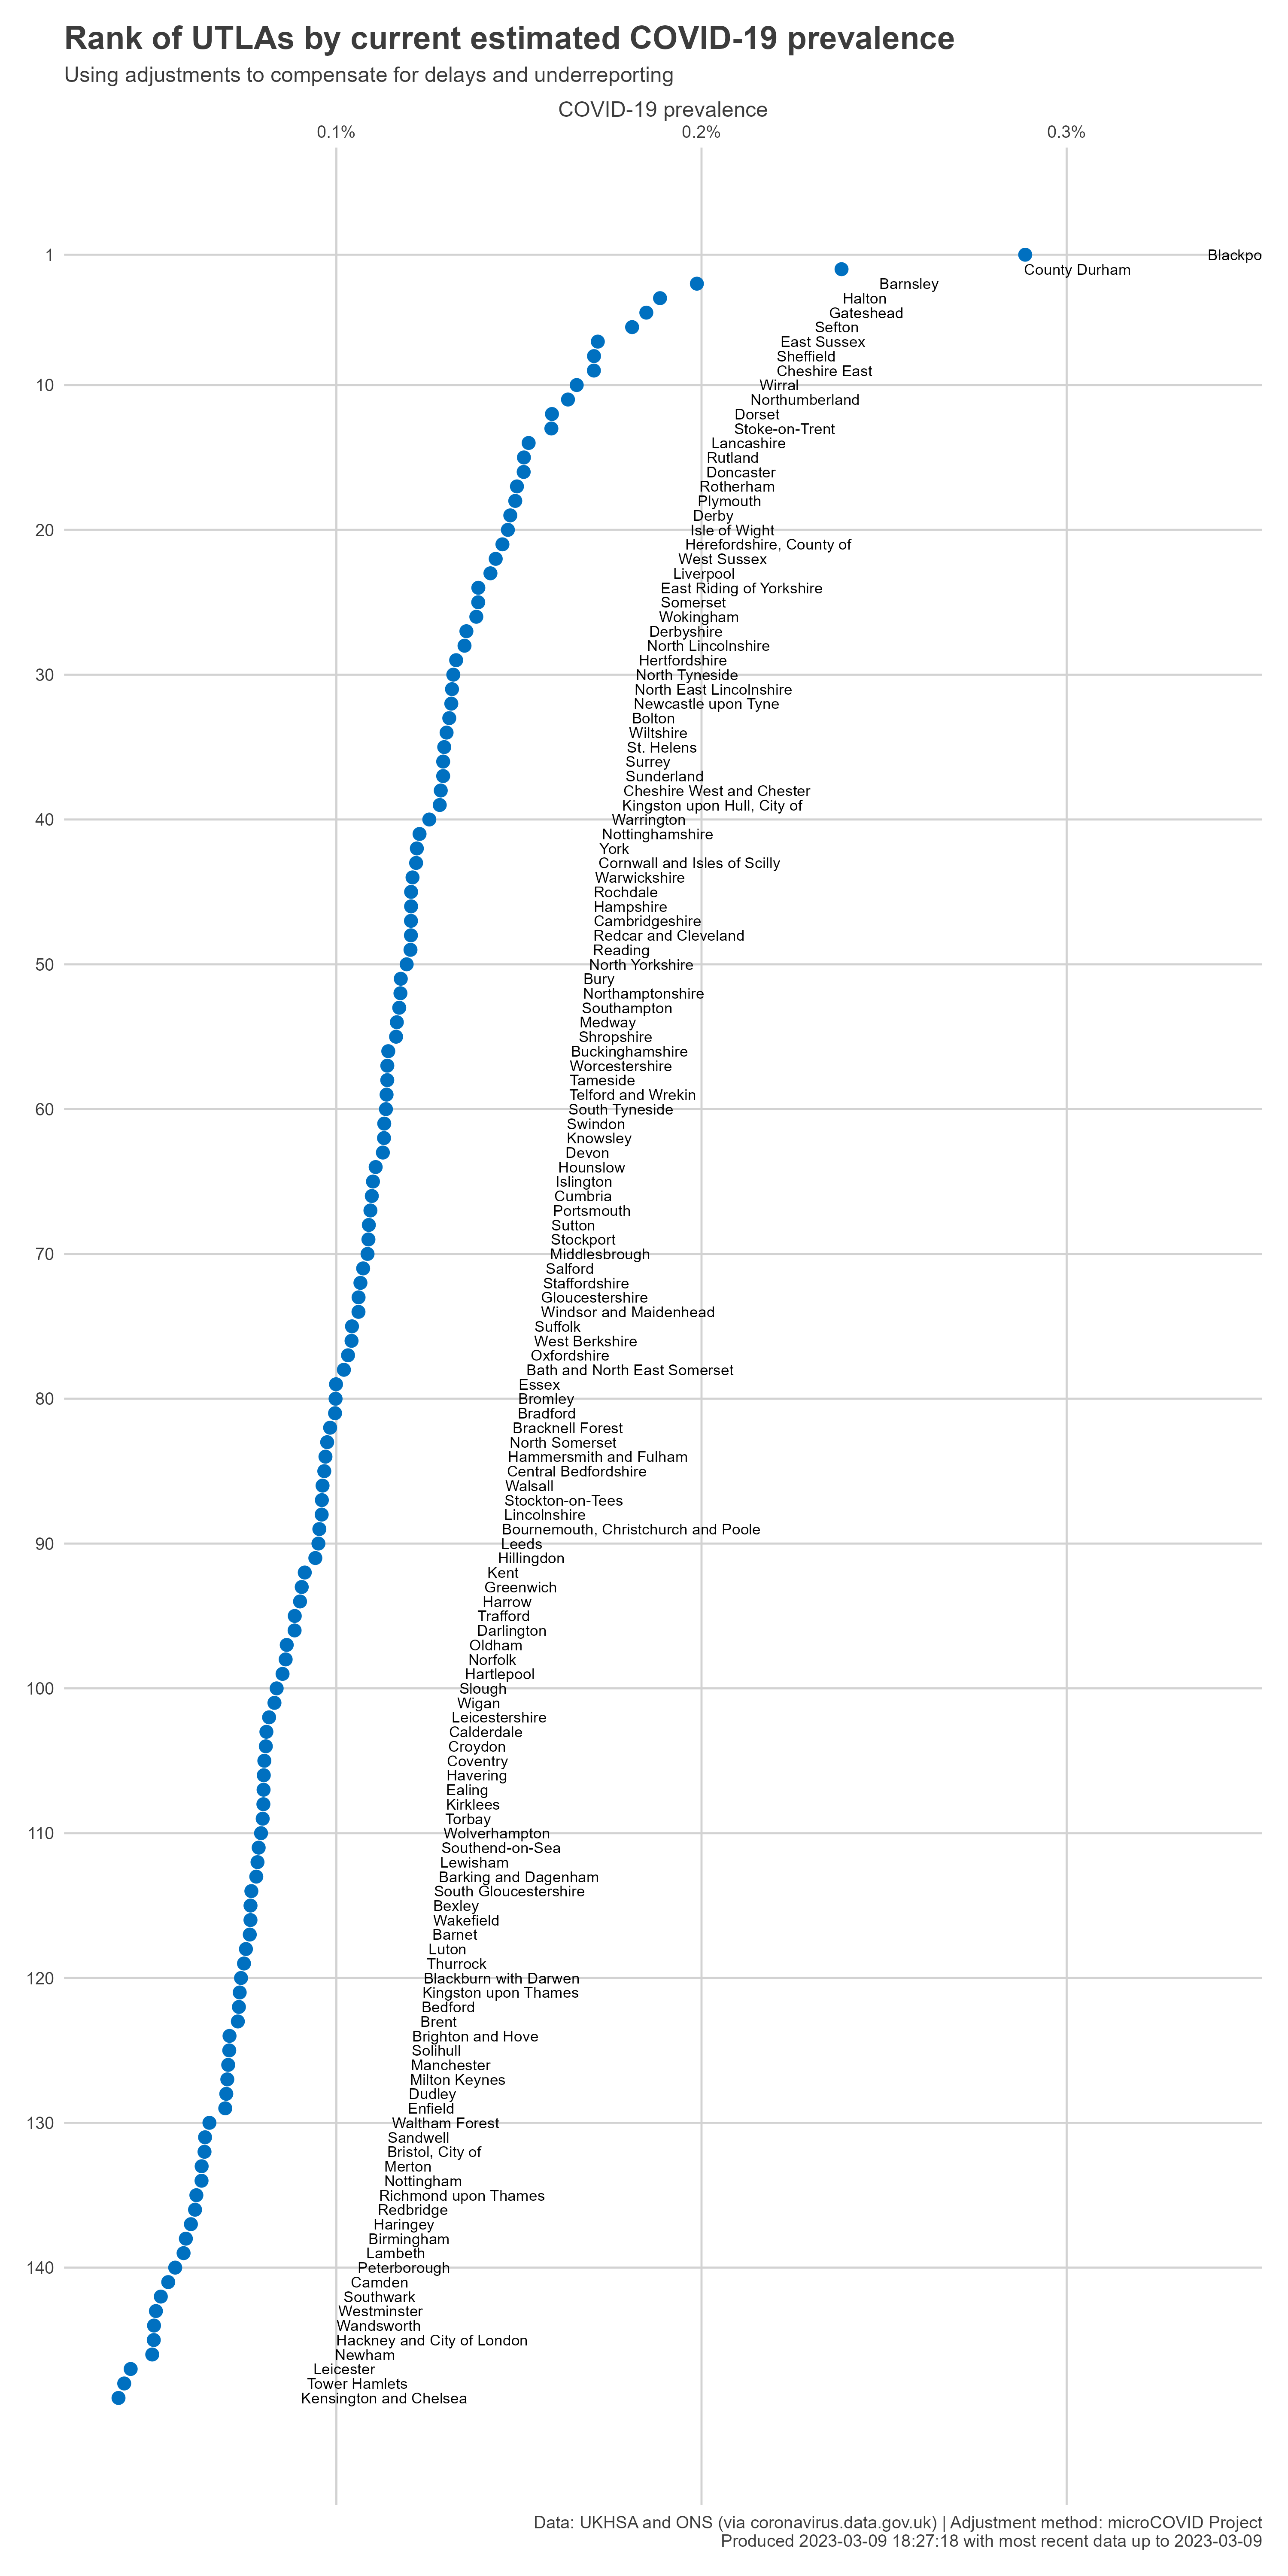 Rank of UTLAs by current estimated COVID-19 prevalence
Using adjustments to compensate for delays and underreporting
COVID-19 prevalence
0.1% 0.2% 0.3%
1 Blackpo
County Durham
Barnsley
Halton
Gateshead
Sefton
East Sussex
Sheffield
Cheshire East
10 Wirral
Northumberland
Dorset
Stoke-on-Trent
Lancashire
Rutland
Doncaster
Rotherham
Plymouth
Derby
20 Isle of Wight
Herefordshire, County of
West Sussex
Liverpool
East Riding of Yorkshire
Somerset
Wokingham
Derbyshire
North Lincolnshire
Hertfordshire
30 North Tyneside
North East Lincolnshire
Newcastle upon Tyne
Bolton
Wiltshire
St. Helens
Surrey
Sunderland
Cheshire West and Chester
Kingston upon Hull, City of
40 Warrington
Nottinghamshire
York
Cornwall and Isles of Scilly
Warwickshire
Rochdale
Hampshire
Cambridgeshire
Redcar and Cleveland
Reading
50 North Yorkshire
Bury
Northamptonshire
Southampton
Medway
Shropshire
Buckinghamshire
Worcestershire
Tameside
Telford and Wrekin
60 South Tyneside
Swindon
Knowsley
Devon
Hounslow
Islington
Cumbria
Portsmouth
Sutton
Stockport
70 Middlesbrough
Salford
Staffordshire
Gloucestershire
Windsor and Maidenhead
Suffolk
West Berkshire
Oxfordshire
Bath and North East Somerset
Essex
80 Bromley
Bradford
Bracknell Forest
North Somerset
Hammersmith and Fulham
Central Bedfordshire
Walsall
Stockton-on-Tees
Lincolnshire
Bournemouth, Christchurch and Poole
90 Leeds
Hillingdon
Kent
Greenwich
Harrow
Trafford
Darlington
Oldham
Norfolk
Hartlepool
100 Slough
Wigan
Leicestershire
Calderdale
Croydon
Coventry
Havering
Ealing
Kirklees
Torbay
110 Wolverhampton
Southend-on-Sea
Lewisham
Barking and Dagenham
South Gloucestershire
Bexley
Wakefield
Barnet
Luton
Thurrock
120 Blackburn with Darwen
Kingston upon Thames
Bedford
Brent
Brighton and Hove
Solihull
Manchester
Milton Keynes
Dudley
Enfield
130 Waltham Forest
Sandwell
Bristol, City of
Merton
Nottingham
Richmond upon Thames
Redbridge
Haringey
Birmingham
Lambeth
140 Peterborough
Camden
Southwark
Westminster
Wandsworth
Hackney and City of London
Newham
Leicester
Tower Hamlets
Kensington and Chelsea
Data: UKHSA and ONS (via coronavirus.data.gov.uk) | Adjustment method: microCOVID Project
Produced 2023-03-09 18:27:18 with most recent data up to 2023-03-09